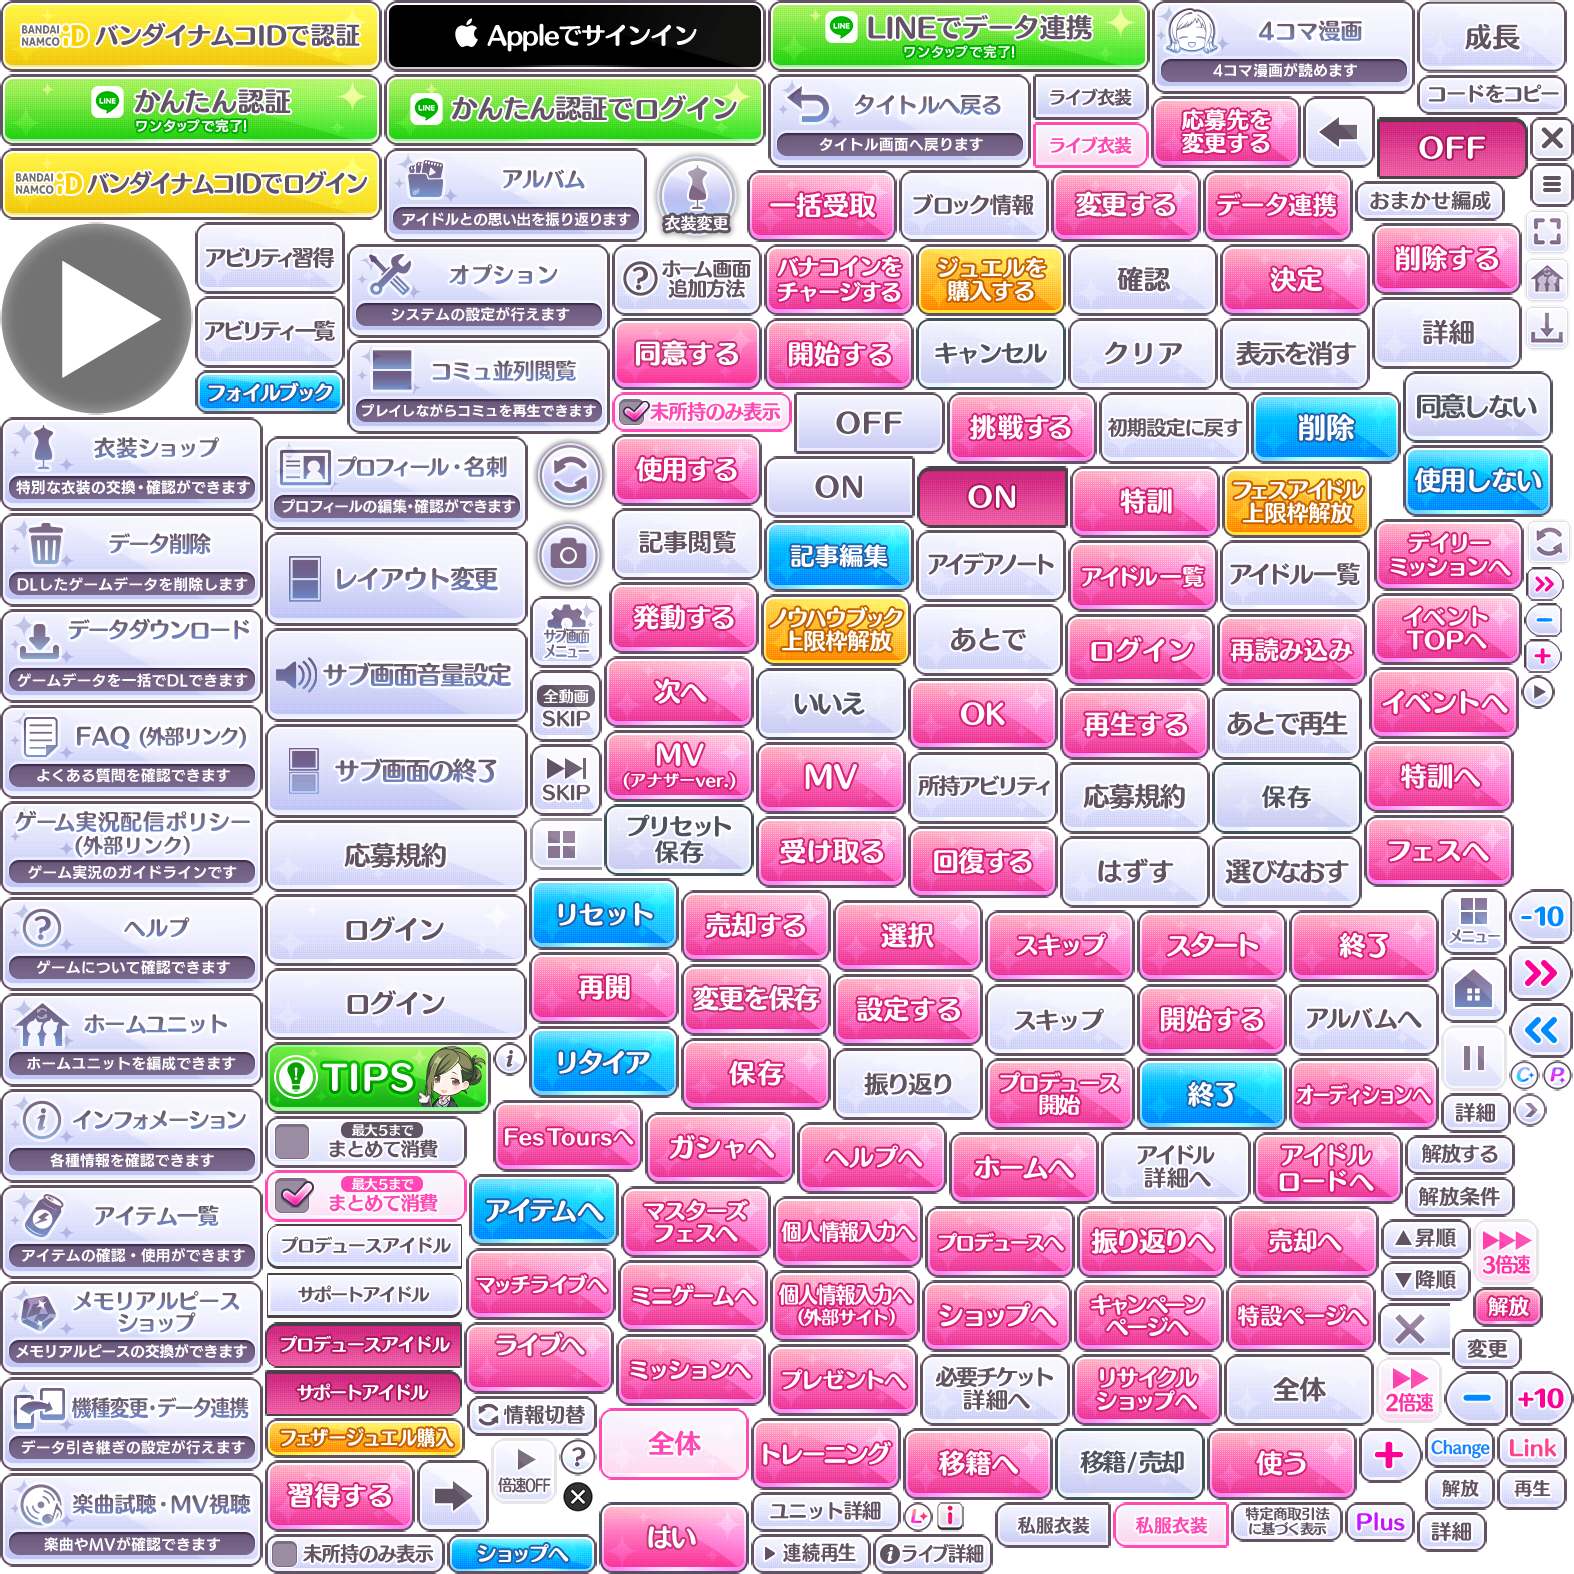 BANDAI NAMCO iD バンダイナムコIDで認証
Appleでサインイン
LINE LINEでデータ連携
ワンタップで完了!
4コマ漫画
4コマ漫画が読めます
成長
LINE かんたん認証
ワンタップで完了!
LINE かんたん認証でログイン
タイトルへ戻る
タイトル画面へ戻ります
ライブ衣装
ライブ衣装
応募先を
変更する
コードをコピー
OFF
BANDAI NAMCO iD バンダイナムコIDでログイン
アルバム
アイドルとの思い出を振り返ります
衣装変更
一括受取
ブロック情報
変更する
データ連携
おまかせ編成
アビリティ習得
アビリティ一覧
フォイルブック
オプション
システムの設定が行えます
コミュ並列閲覧
プレイしながらコミュを再生できます
ホーム画面
追加方法
バナコインを
チャージする
ジュエルを
購入する
確認
決定
削除する
同意する
開始する
キャンセル
クリア
表示を消す
詳細
未所持のみ表示
OFF
挑戦する
初期設定に戻す
削除
同意しない
衣装ショップ
特別な衣装の交換・確認ができます
プロフィール・名刺
プロフィールの編集・確認ができます
使用する
ON
ON
特訓
フェスアイドル
上限枠解放
使用しない
データ削除
DLしたゲームデータを削除します
レイアウト変更
記事閲覧
記事編集
アイデアノート
アイドル一覧
アイドル一覧
デイリー
ミッションへ
データダウンロード
ゲームデータを一括でDLできます
サブ画面音量設定
サブ画面
メニュー
発動する
ノウハウブック
上限枠解放
あとで
ログイン
再読み込み
イベント
TOPへ
FAQ (外部リンク)
よくある質問を確認できます
サブ画面の終了
全動画
SKIP
次へ
いいえ
OK
再生する
あとで再生
イベントへ
SKIP
MV
(アナザーver.)
MV
所持アビリティ
応募規約
保存
特訓へ
ゲーム実況配信ポリシー
(外部リンク)
ゲーム実況のガイドラインです
応募規約
プリセット
保存
受け取る
回復する
はずす
選びなおす
フェスへ
ヘルプ
ゲームについて確認できます
ログイン
リセット
売却する
選択
スキップ
スタート
終了
メニュー
-10
ホームユニット
ホームユニットを編成できます
ログイン
再開
変更を保存
設定する
スキップ
開始する
アルバムへ
TIPS
リタイア
保存
振り返り
プロデュース
開始
終了
オーディションへ
C
P
詳細
インフォメーション
各種情報を確認できます
最大5まで
まとめて消費
Fes Toursへ
ガシャへ
ヘルプへ
ホームへ
アイドル
詳細へ
アイドル
ロードへ
解放する
解放条件
アイテム一覧
アイテムの確認・使用ができます
最大5まで
まとめて消費
プロデュースアイドル
アイテムへ
マスターズ
フェスへ
個人情報入力へ
プロデュースへ
振り返りへ
売却へ
▲昇順
▼降順
3倍速
メモリアルピース
ショップ
メモリアルピースの交換ができます
サポートアイドル
プロデュースアイドル
マッチライブへ
ミニゲームへ
個人情報入力へ
(外部サイト)
ショップへ
キャンペーン
ページへ
特設ページへ
解放
変更
機種変更・データ連携
データ引き継ぎの設定が行えます
サポートアイドル
フェザージュエル購入
ライブへ
情報切替
ミッションへ
プレゼントへ
必要チケット
詳細へ
リサイクル
ショップへ
全体
2倍速
+10
楽曲試聴・MV視聴
楽曲やMVが確認できます
習得する
倍速OFF
全体
トレーニング
移籍へ
移籍/売却
使う
Change
Link
解放
再生
未所持のみ表示
ショップへ
はい
ユニット詳細
L
連続再生
ライブ詳細
私服衣装
私服衣装
特定商取引法
に基づく表示
Plus
詳細